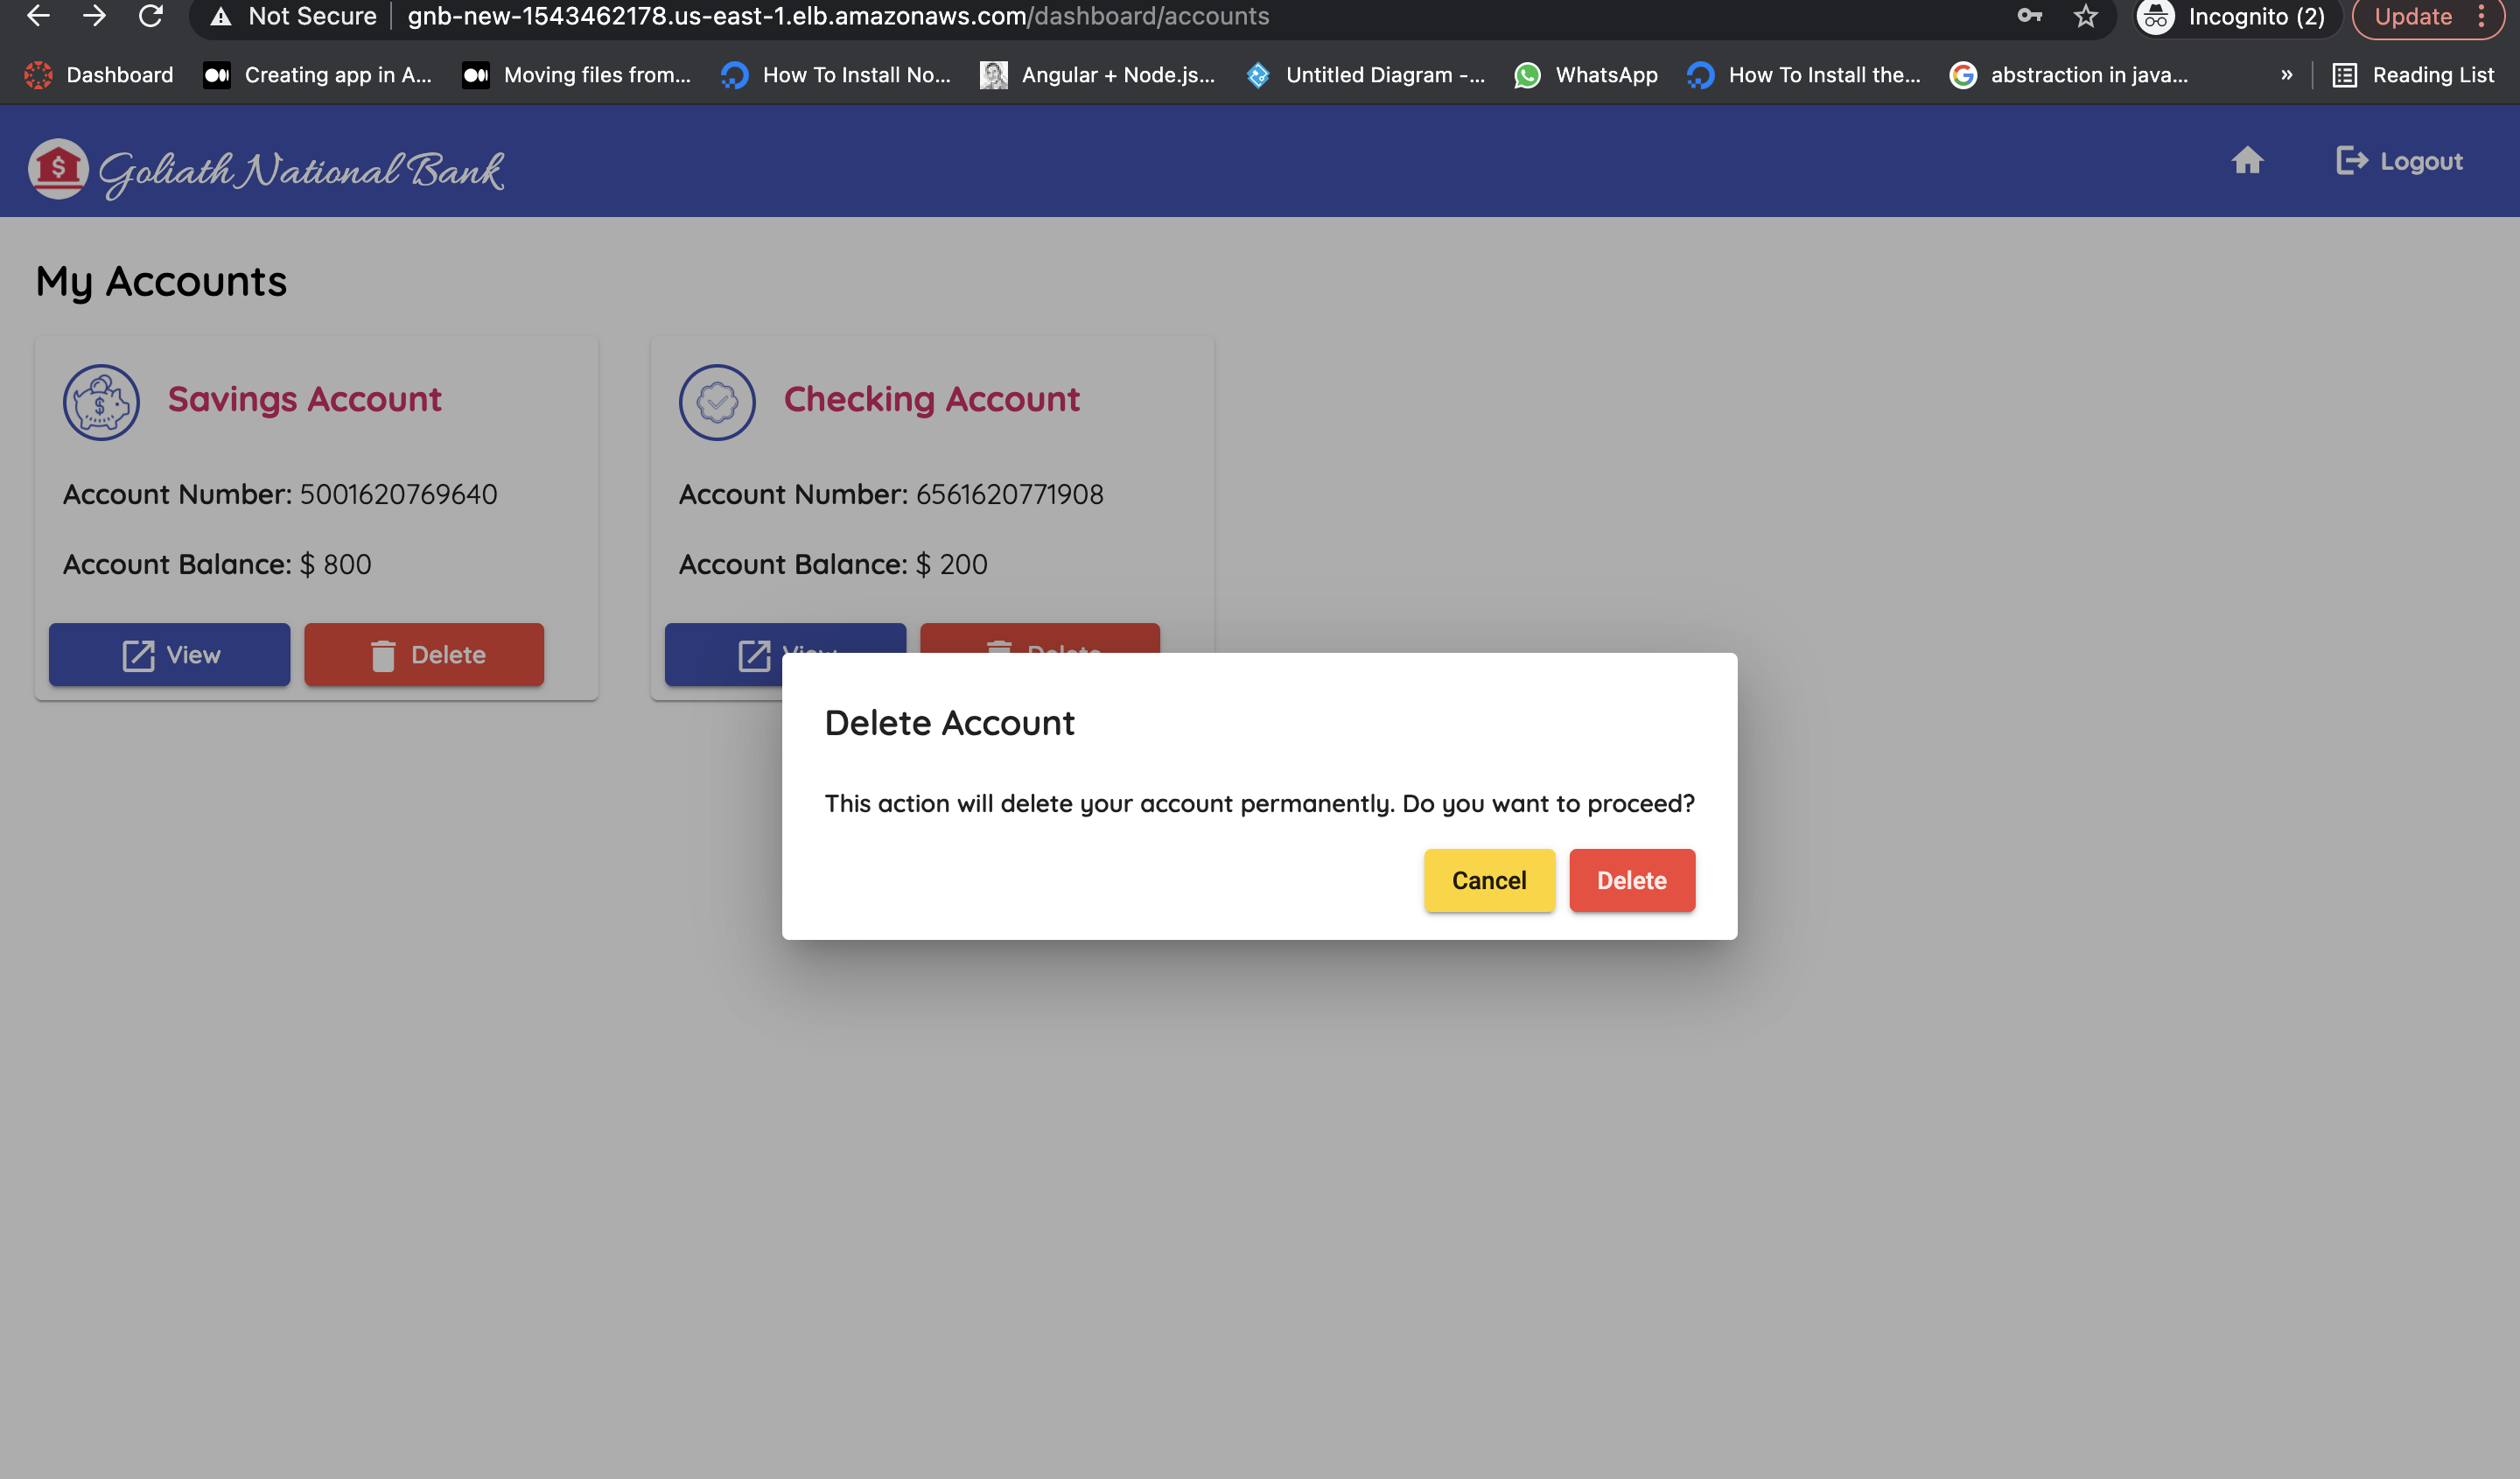 Not Secure gnb-new-1543462178.us-east-1.elb.amazonaws.com/dashboard/accounts Incognito (2) Update
Dashboard Creating app in A... Moving files from... How To Install No... Angular + Node.js... Untitled Diagram -... WhatsApp How To Install the... abstraction in java... » Reading List
Goliath National Bank Logout
My Accounts
Savings Account
Account Number: 5001620769640
Account Balance: $ 800
View Delete
Checking Account
Account Number: 6561620771908
Account Balance: $ 200
View Delete
Delete Account
This action will delete your account permanently. Do you want to proceed?
Cancel Delete